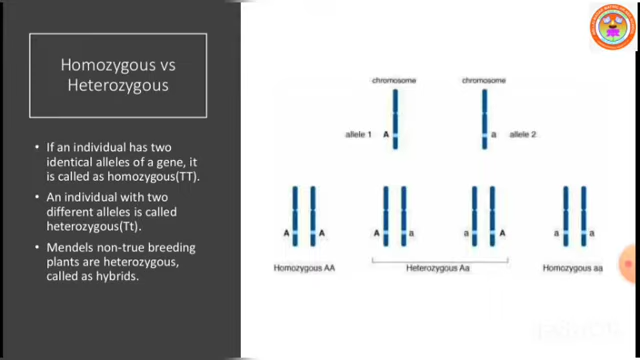 Homozygous vs
Heterozygous
• If an individual has two
identical alleles of a gene, it
is called as homozygous(TT).
• An individual with two
different alleles is called
heterozygous(Tt).
• Mendels non-true breeding
plants are heterozygous,
called as hybrids.
chromosome chromosome
allele 1 A a allele 2
A A A a a A a a
Homozygous AA Heterozygous Aa Homozygous aa